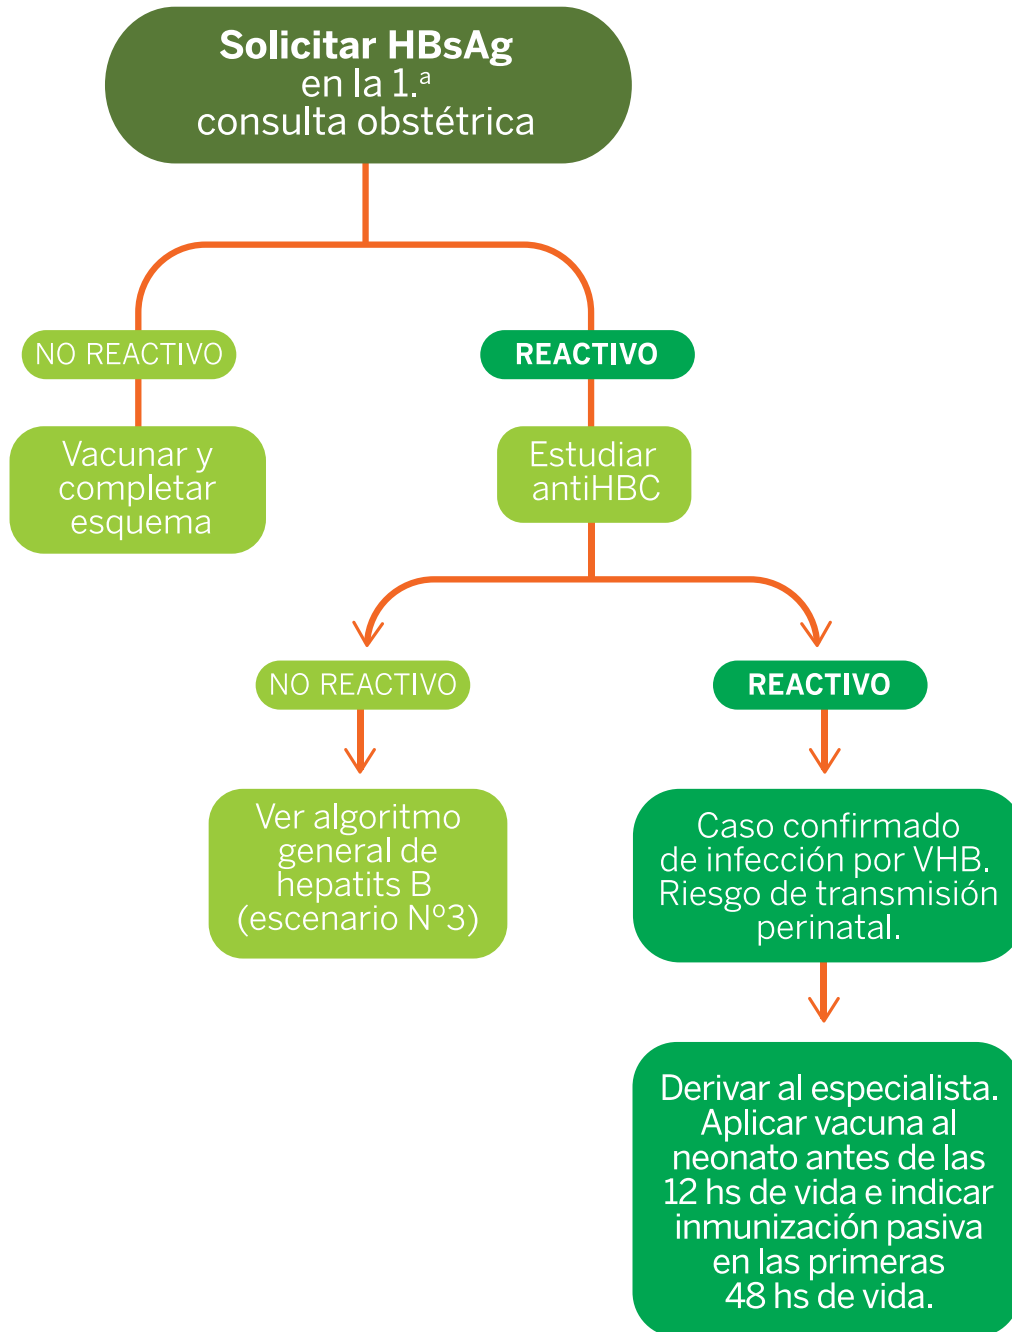 Solicitar HBsAg
en la 1.ª
consulta obstétrica
NO REACTIVO
REACTIVO
Vacunar y
completar
esquema
Estudiar
antiHBC
NO REACTIVO
REACTIVO
Ver algoritmo
general de
hepatits B
(escenario Nº3)
Caso confirmado
de infección por VHB.
Riesgo de transmisión
perinatal.
Derivar al especialista.
Aplicar vacuna al
neonato antes de las
12 hs de vida e indicar
inmunización pasiva
en las primeras
48 hs de vida.